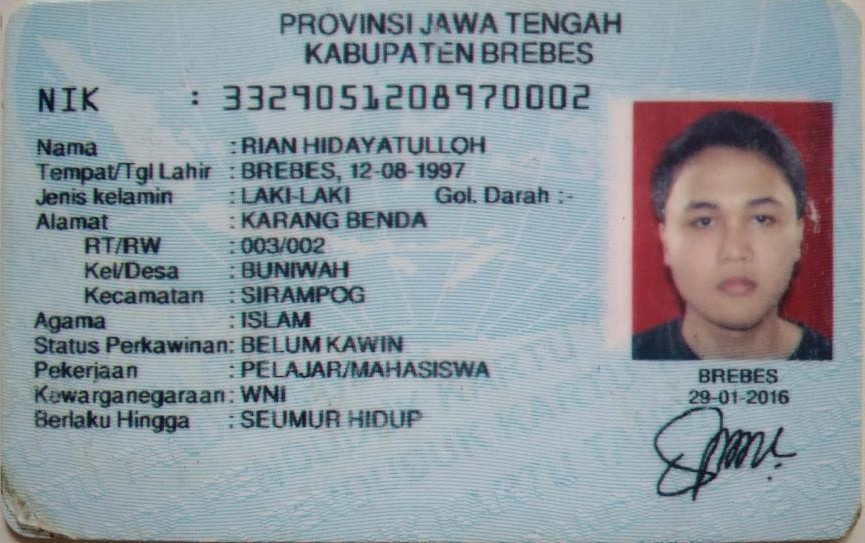 PROVINSI JAWA TENGAH
KABUPATEN BREBES
NIK : 3329051208970002
Nama : RIAN HIDAYATULLOH
Tempat/Tgl Lahir : BREBES, 12-08-1997
Jenis kelamin : LAKI-LAKI Gol. Darah :-
Alamat : KARANG BENDA
RT/RW : 003/002
Kel/Desa : BUNIWAH
Kecamatan : SIRAMPOG
Agama : ISLAM
Status Perkawinan: BELUM KAWIN
Pekerjaan : PELAJAR/MAHASISWA
Kewarganegaraan: WNI
Berlaku Hingga : SEUMUR HIDUP
BREBES
29-01-2016